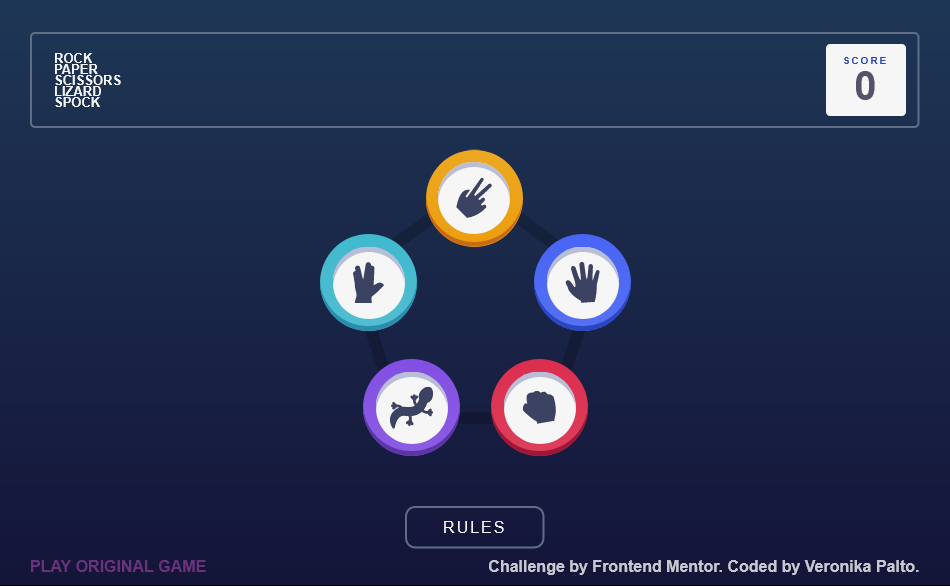 ROCK
PAPER
SCISSORS
LIZARD
SPOCK
SCORE
0
RULES
PLAY ORIGINAL GAME
Challenge by Frontend Mentor. Coded by Veronika Palto.